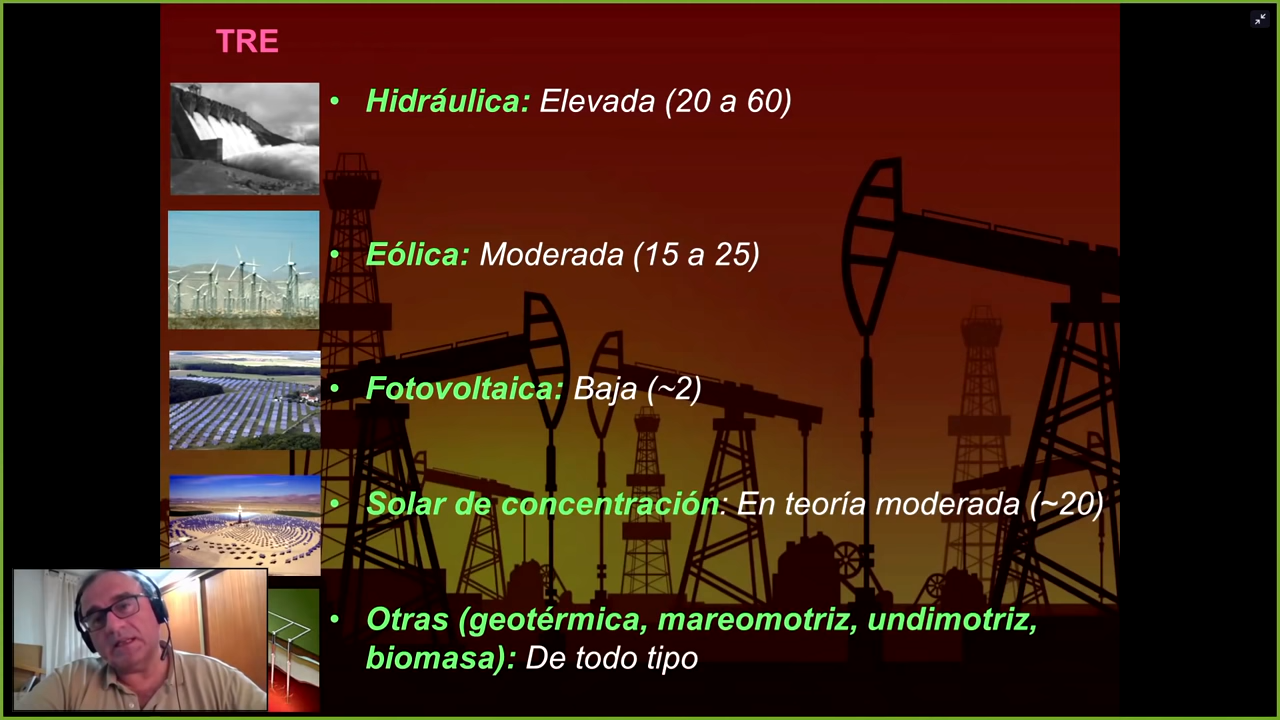 TRE
• Hidráulica: Elevada (20 a 60)
• Eólica: Moderada (15 a 25)
• Fotovoltaica: Baja (~2)
• Solar de concentración: En teoría moderada (~20)
• Otras (geotérmica, mareomotriz, undimotriz,
biomasa): De todo tipo